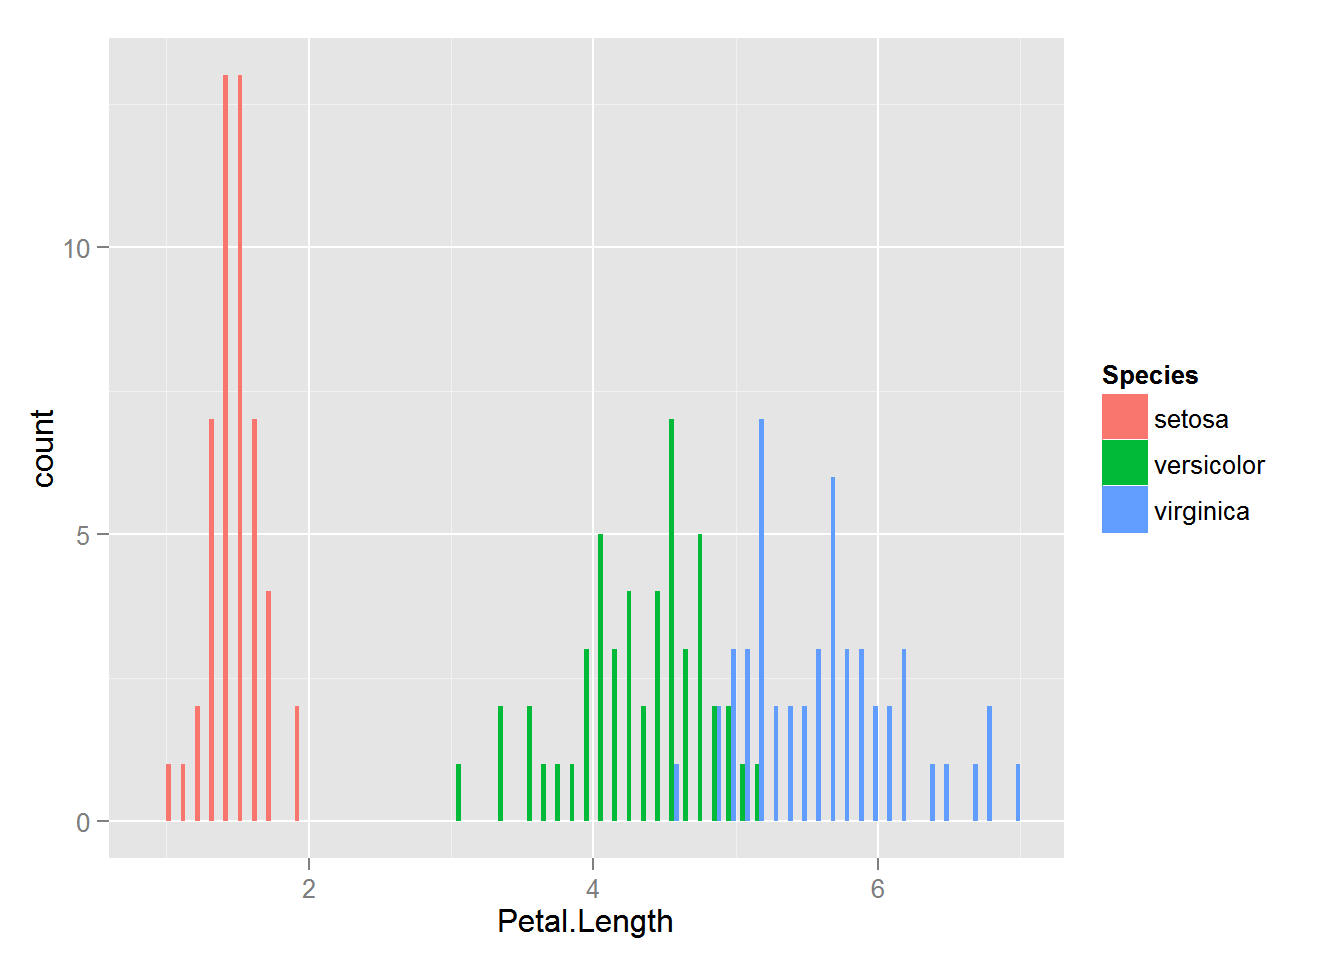 10
5
0
count
2 4 6
Petal.Length
Species
setosa
versicolor
virginica